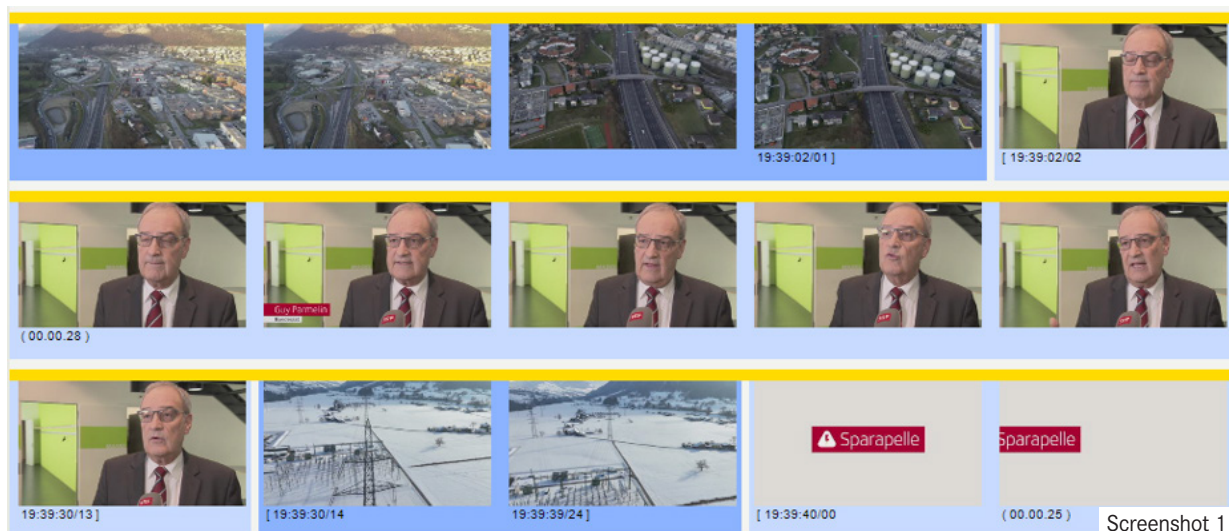 19:39:02/01 ]
[ 19:39:02/02
Guy Parmelin
Bundesrat
( 00.00.28 )
19:39:30/13 ]
[ 19:39:30/14
19:39:39/24 ]
Sparapelle
Sparapelle
[ 19:39:40/00
( 00.00.25 )
Screenshot 1